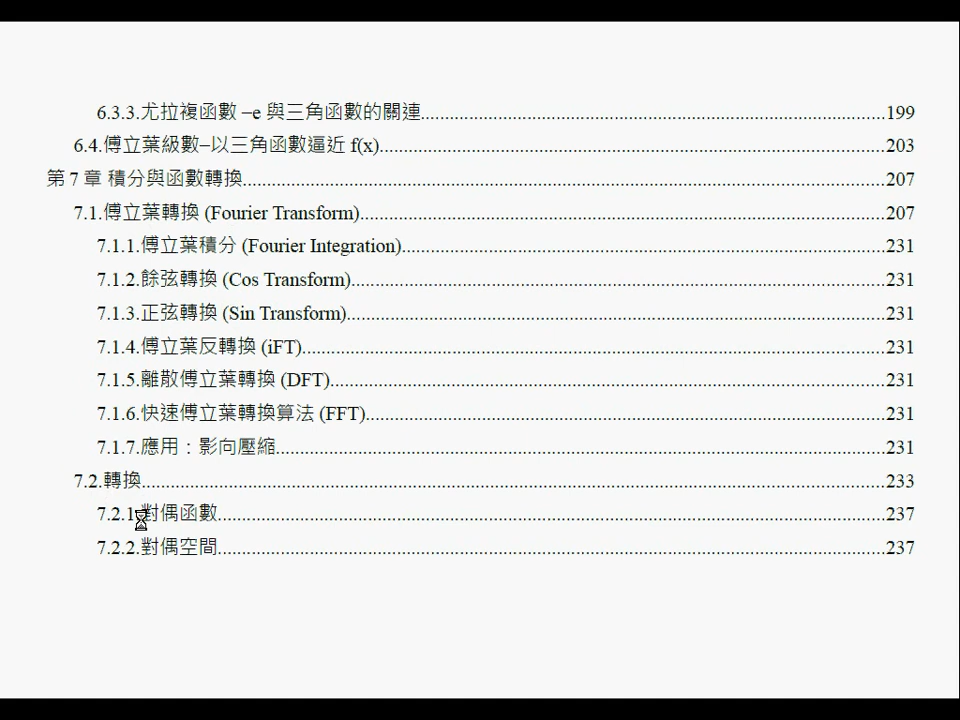 6.3.3.尤拉複函數 –e 與三角函數的關連....................199
6.4.傅立葉級數–以三角函數逼近 f(x)....................203
第 7 章 積分與函數轉換....................207
7.1.傅立葉轉換 (Fourier Transform)....................207
7.1.1.傅立葉積分 (Fourier Integration)....................231
7.1.2.餘弦轉換 (Cos Transform)....................231
7.1.3.正弦轉換 (Sin Transform)....................231
7.1.4.傅立葉反轉換 (iFT)....................231
7.1.5.離散傅立葉轉換 (DFT)....................231
7.1.6.快速傅立葉轉換算法 (FFT)....................231
7.1.7.應用：影向壓縮....................231
7.2.轉換....................233
7.2.1.對偶函數....................237
7.2.2.對偶空間....................237